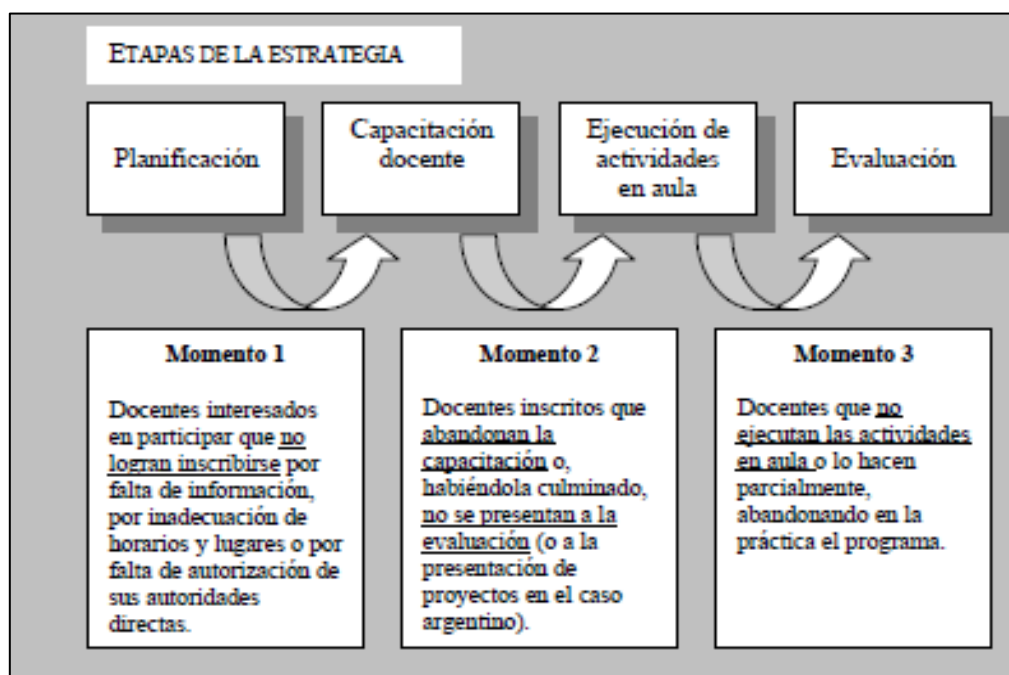 ETAPAS DE LA ESTRATEGIA
Planificación
Capacitación
docente
Ejecución de
actividades
en aula
Evaluación
Momento 1
Docentes interesados
en participar que no
logran inscribirse por
falta de información,
por inadecuación de
horarios y lugares o por
falta de autorización de
sus autoridades
directas.
Momento 2
Docentes inscritos que
abandonan la
capacitación o,
habiéndola culminado,
no se presentan a la
evaluación (o a la
presentación de
proyectos en el caso
argentino).
Momento 3
Docentes que no
ejecutan las actividades
en aula o lo hacen
parcialmente,
abandonando en la
práctica el programa.